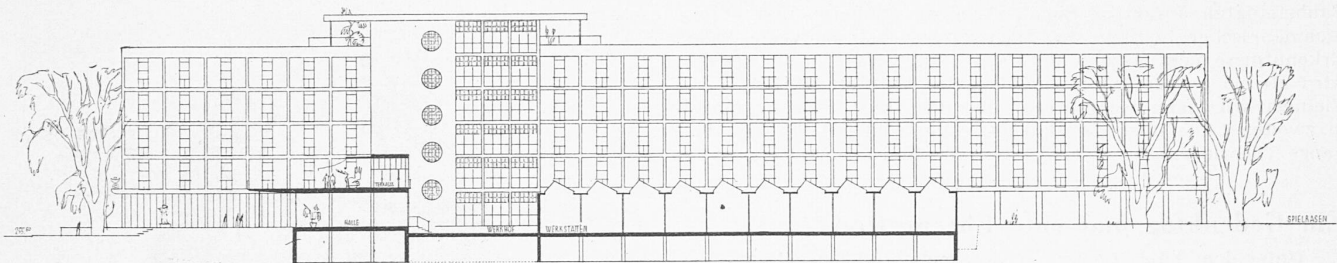 TERRASSE
HALLE
WERKHOF
WERKSTÄTTEN
SPIELRASEN